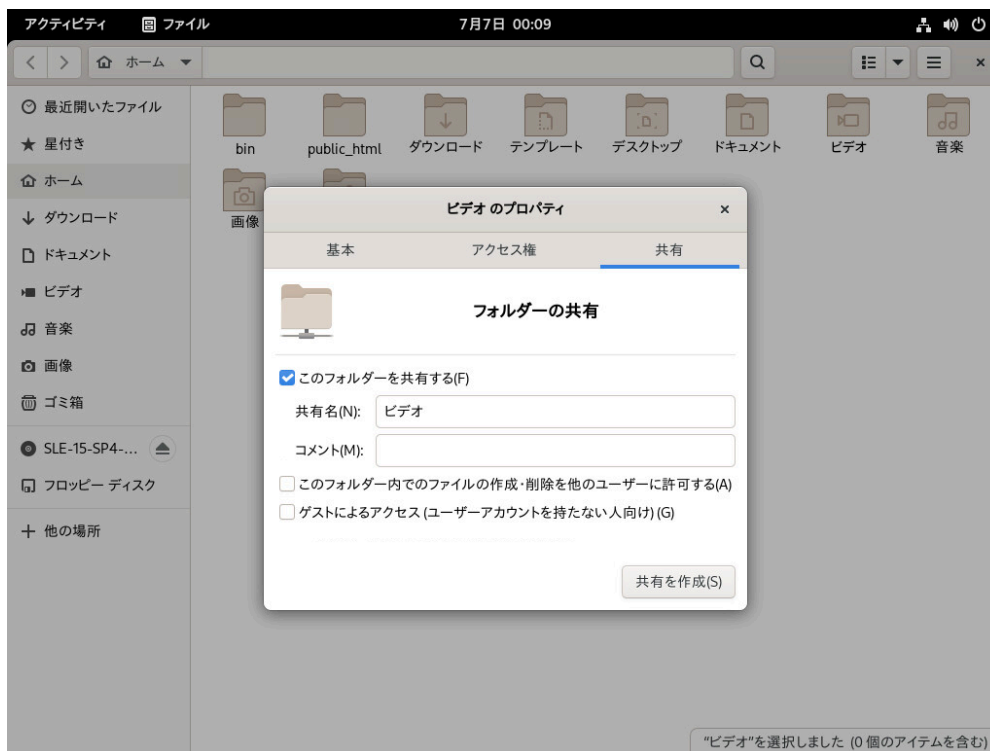 アクティビティ ファイル 7月7日 00:09
ホーム
最近開いたファイル
星付き
ホーム
ダウンロード
ドキュメント
ビデオ
音楽
画像
ゴミ箱
SLE-15-SP4-...
フロッピー ディスク
他の場所
bin public_html ダウンロード テンプレート デスクトップ ドキュメント ビデオ 音楽
画像
ビデオ のプロパティ
基本 アクセス権 共有
フォルダーの共有
このフォルダーを共有する(F)
共有名(N): ビデオ
コメント(M):
このフォルダー内でのファイルの作成・削除を他のユーザーに許可する(A)
ゲストによるアクセス (ユーザーアカウントを持たない人向け) (G)
共有を作成(S)
"ビデオ"を選択しました (0 個のアイテムを含む)